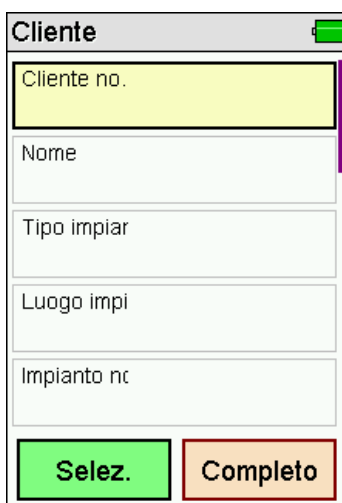 Cliente
Cliente no.
Nome
Tipo impiar
Luogo impi
Impianto nc
Selez.
Completo